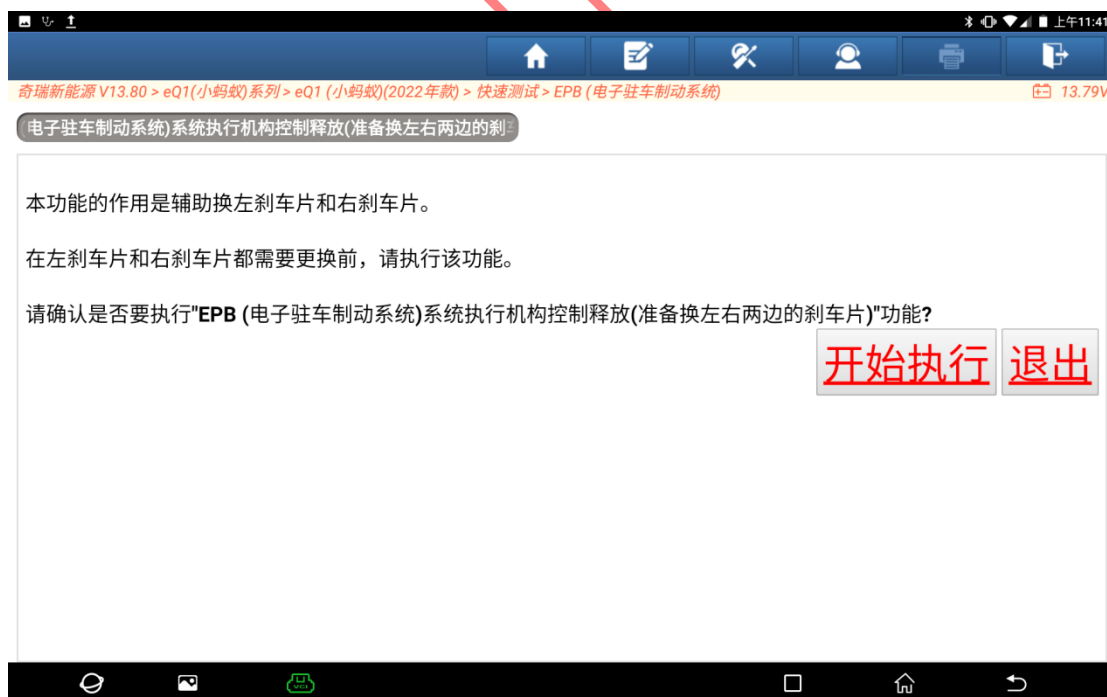 上午11:41
奇瑞新能源 V13.80 > eQ1(小蚂蚁)系列 > eQ1 (小蚂蚁)(2022年款) > 快速测试 > EPB (电子驻车制动系统)
13.79V
(电子驻车制动系统)系统执行机构控制释放(准备换左右两边的刹
本功能的作用是辅助换左刹车片和右刹车片。
在左刹车片和右刹车片都需要更换前，请执行该功能。
请确认是否要执行"EPB (电子驻车制动系统)系统执行机构控制释放(准备换左右两边的刹车片)"功能?
开始执行 退出
VCI